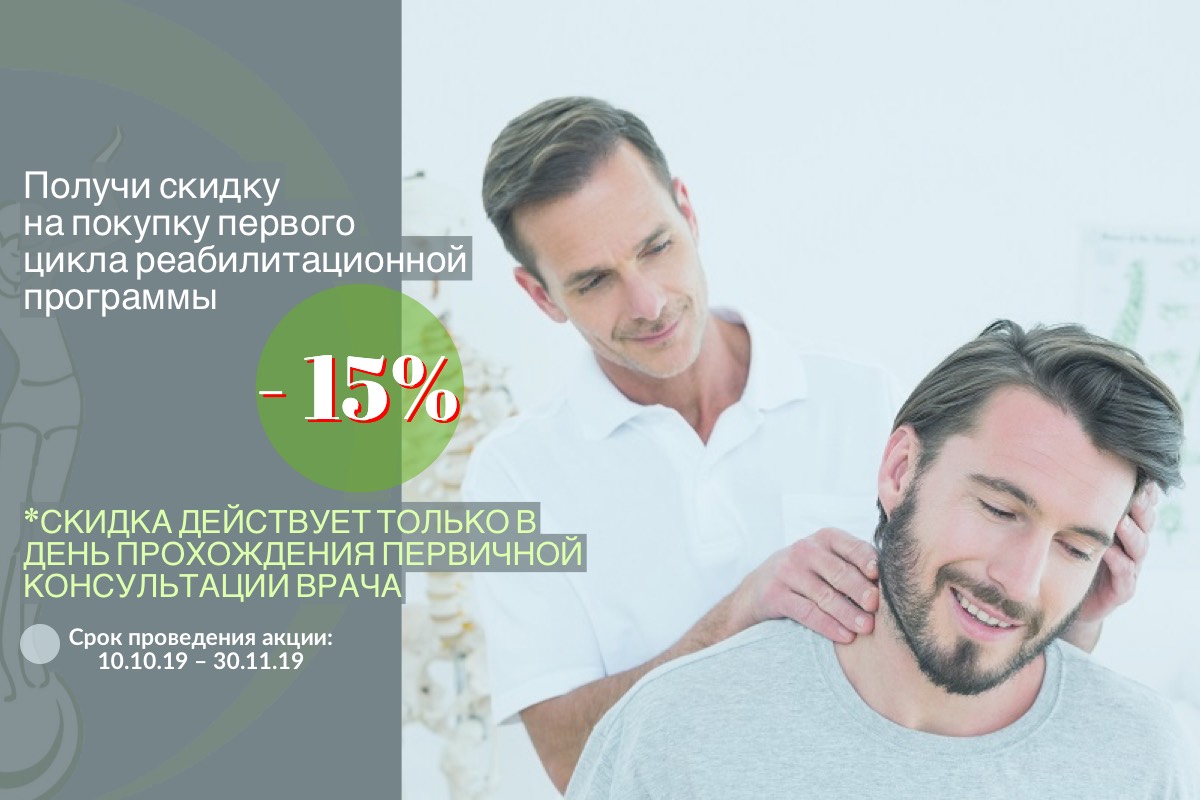 Получи скидку
на покупку первого
цикла реабилитационной
программы
- 15%
*СКИДКА ДЕЙСТВУЕТ ТОЛЬКО В
ДЕНЬ ПРОХОЖДЕНИЯ ПЕРВИЧНОЙ
КОНСУЛЬТАЦИИ ВРАЧА
Срок проведения акции:
10.10.19 – 30.11.19